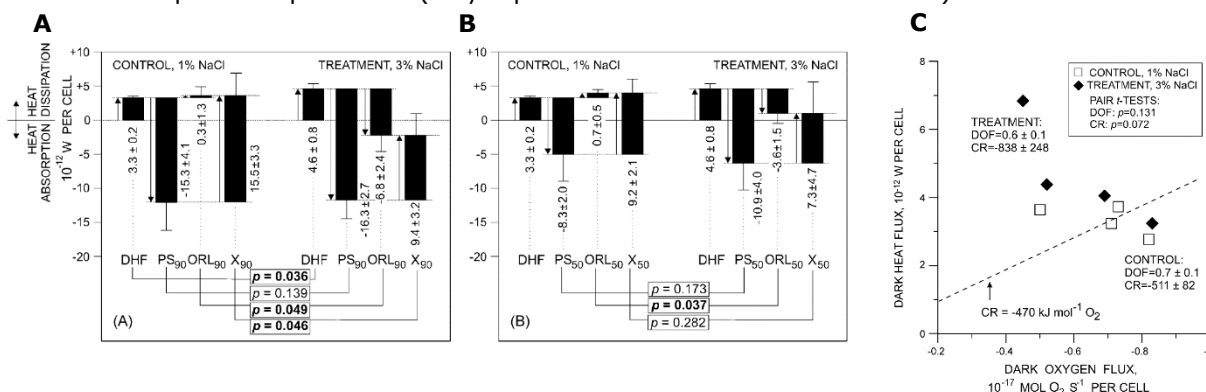 A
B
C
HEAT DISSIPATION
HEAT ABSORPTION
10⁻¹² W PER CELL
+10
+5
0
-5
-10
-15
-20
CONTROL, 1% NaCl
TREATMENT, 3% NaCl
3.3 ± 0.2
-15.3 ± 4.1
0.3±1.3
15.5±3.3
4.6 ± 0.8
-16.3 ± 2.7
-6.8 ± 2.4
9.4 ± 3.2
DHF PS₉₀ ORL₉₀ X₉₀ DHF PS₉₀ ORL₉₀ X₉₀
p = 0.036
p = 0.139
p = 0.049
p = 0.046
(A)
+10
+5
0
-5
-10
-15
-20
CONTROL, 1% NaCl
TREATMENT, 3% NaCl
3.3 ± 0.2
-8.3± 2.0
0.7± 0.5
9.2 ± 2.1
4.6 ± 0.8
-10.9 ±4.0
-3.6±1.5
7.3±4.7
DHF PS₅₀ ORL₅₀ X₅₀ DHF PS₅₀ ORL₅₀ X₅₀
p = 0.173
p = 0.037
p = 0.282
(B)
DARK HEAT FLUX, 10⁻¹² W PER CELL
8
6
4
2
0
CONTROL, 1% NaCl
TREATMENT, 3% NaCl
PAIR t-TESTS:
DOF: p=0.131
CR: p=0.072
TREATMENT:
DOF=0.6 ± 0.1
CR=-838 ± 248
CONTROL:
DOF=0.7 ± 0.1
CR=-511 ± 82
CR = -470 kJ mol⁻¹ O₂
-0.2 -0.4 -0.6 -0.8
DARK OXYGEN FLUX,
10⁻¹⁷ MOL O₂ S⁻¹ PER CELL